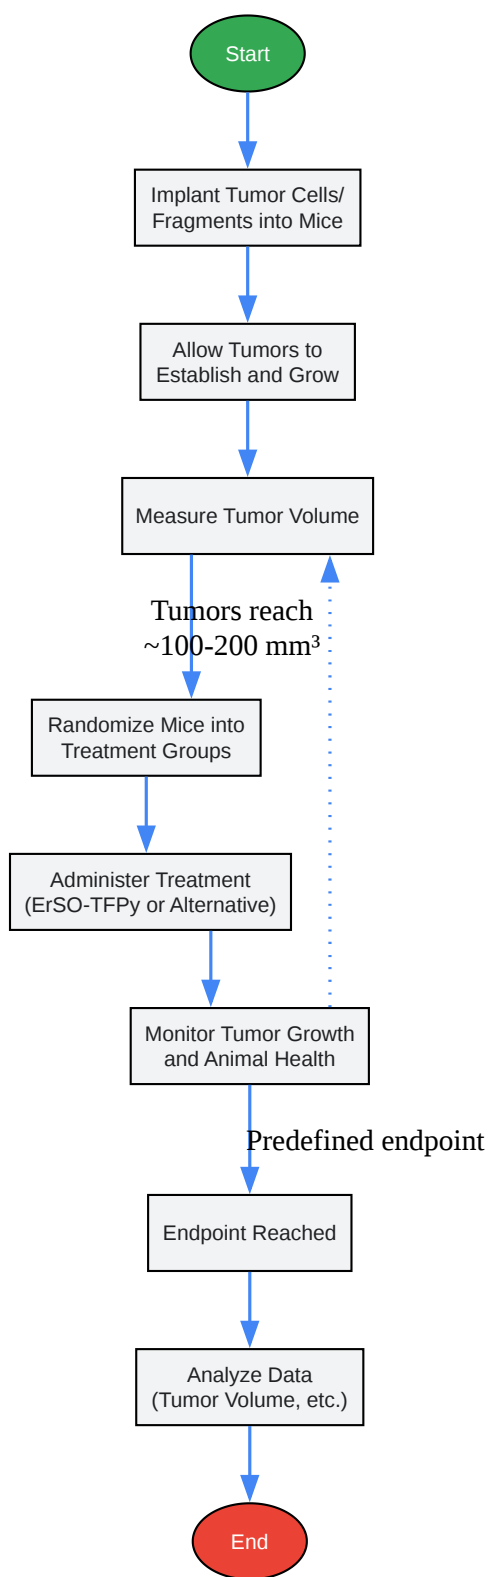 Start
Implant Tumor Cells/
Fragments into Mice
Allow Tumors to
Establish and Grow
Measure Tumor Volume
Tumors reach
~100-200 mm³
Randomize Mice into
Treatment Groups
Administer Treatment
(ErSO-TFPy or Alternative)
Monitor Tumor Growth
and Animal Health
Predefined endpoint
Endpoint Reached
Analyze Data
(Tumor Volume, etc.)
End